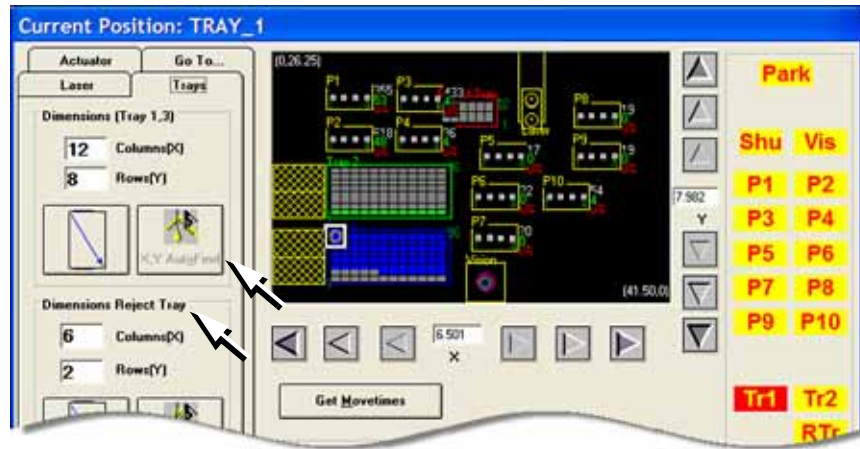 Current Position: TRAY_1
Actuator
Go To...
Laser
Trays
Dimensions (Tray 1,3)
12 Columns(X)
8 Rows(Y)
X,Y AutoFind
Dimensions Reject Tray
6 Columns(X)
2 Rows(Y)
(0,26.25)
P1
P3
P2
P4
Tray 2
P5
P6
P7
P8
P9
P10
Vision
(41.50,0)
7.982
Y
6.501
X
Get Movetimes
Park
Shu Vis
P1 P2
P3 P4
P5 P6
P7 P8
P9 P10
Tr1 Tr2
RTr